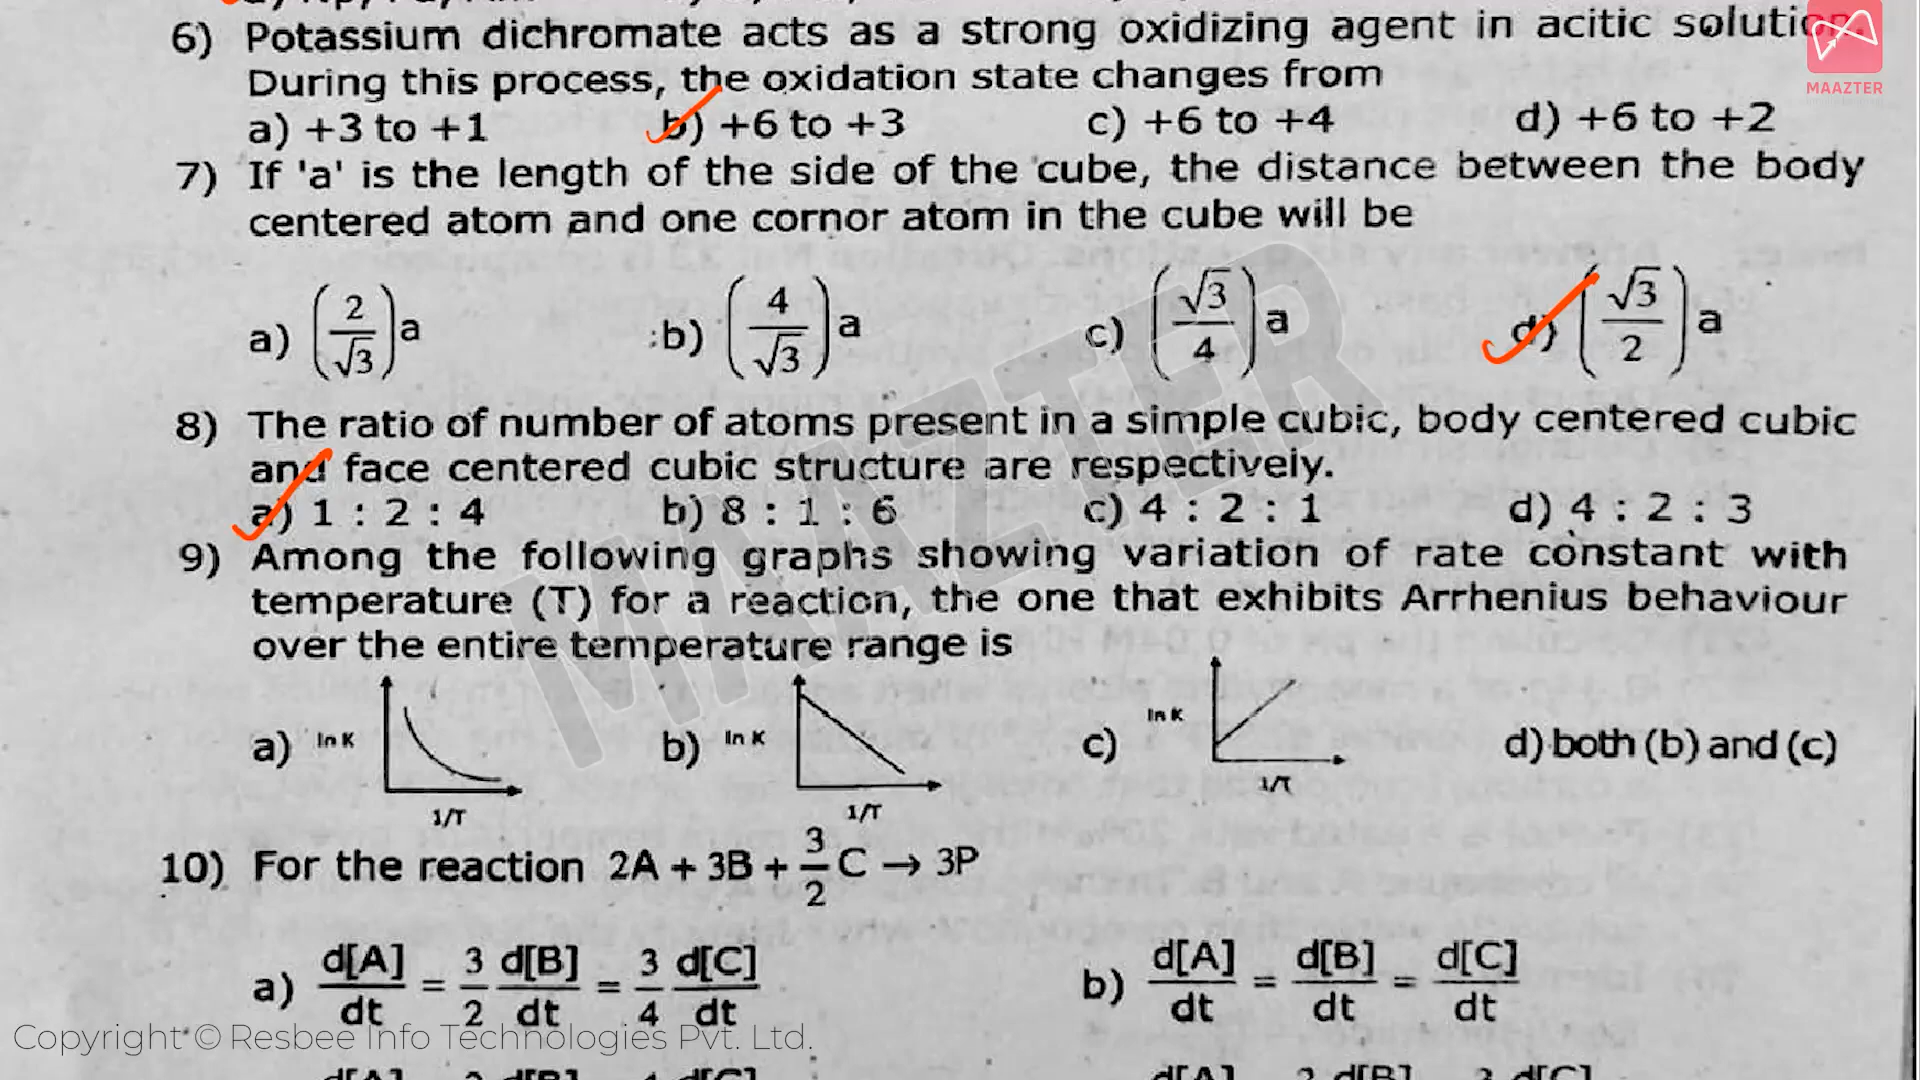 6) Potassium dichromate acts as a strong oxidizing agent in acitic solution.
During this process, the oxidation state changes from
a) +3 to +1 b) +6 to +3 c) +6 to +4 d) +6 to +2
7) If 'a' is the length of the side of the cube, the distance between the body
centered atom and one cornor atom in the cube will be
a) (2/√3)a b) (4/√3)a c) (√3/4)a d) (√3/2)a
8) The ratio of number of atoms present in a simple cubic, body centered cubic
and face centered cubic structure are respectively.
a) 1 : 2 : 4 b) 8 : 1 : 6 c) 4 : 2 : 1 d) 4 : 2 : 3
9) Among the following graphs showing variation of rate constant with
temperature (T) for a reaction, the one that exhibits Arrhenius behaviour
over the entire temperature range is
a) ln K 1/T b) ln K 1/T c) ln K 1/T d) both (b) and (c)
10) For the reaction 2A + 3B + 3/2 C → 3P
a) d[A]/dt = 3/2 d[B]/dt = 3/4 d[C]/dt b) d[A]/dt = d[B]/dt = d[C]/dt
MAAZTER
MAAZTER
Copyright © Resbee Info Technologies Pvt. Ltd.